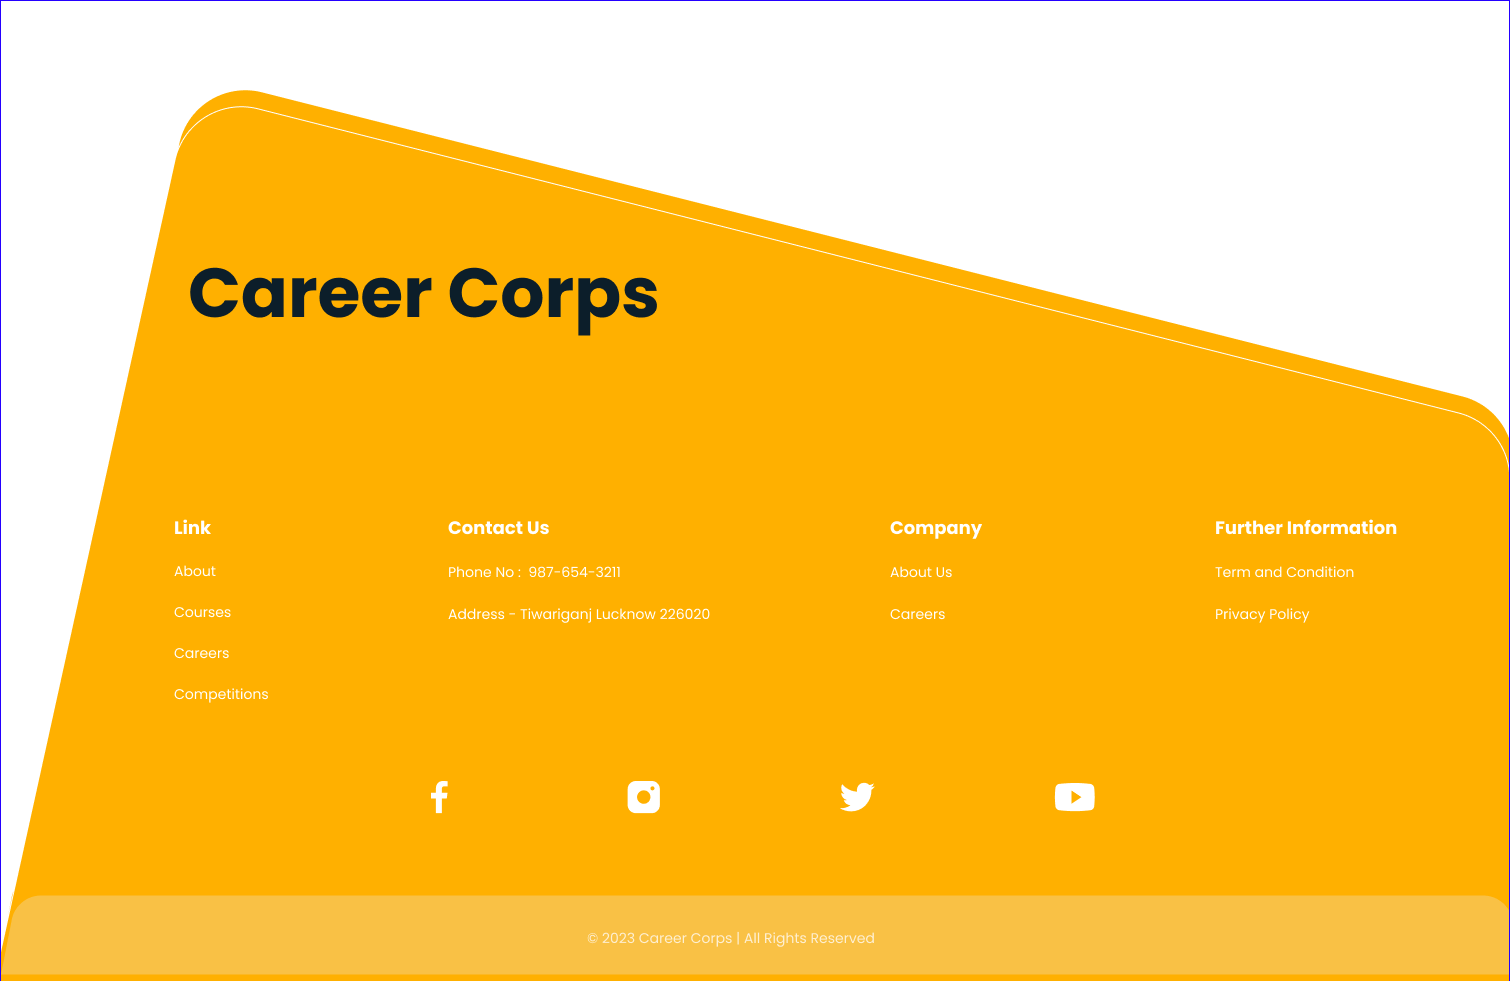 Career Corps
Link
About
Courses
Careers
Competitions
Contact Us
Phone No :  987-654-3211
Address - Tiwariganj Lucknow 226020
Company
About Us
Careers
Further Information
Term and Condition
Privacy Policy
© 2023 Career Corps | All Rights Reserved